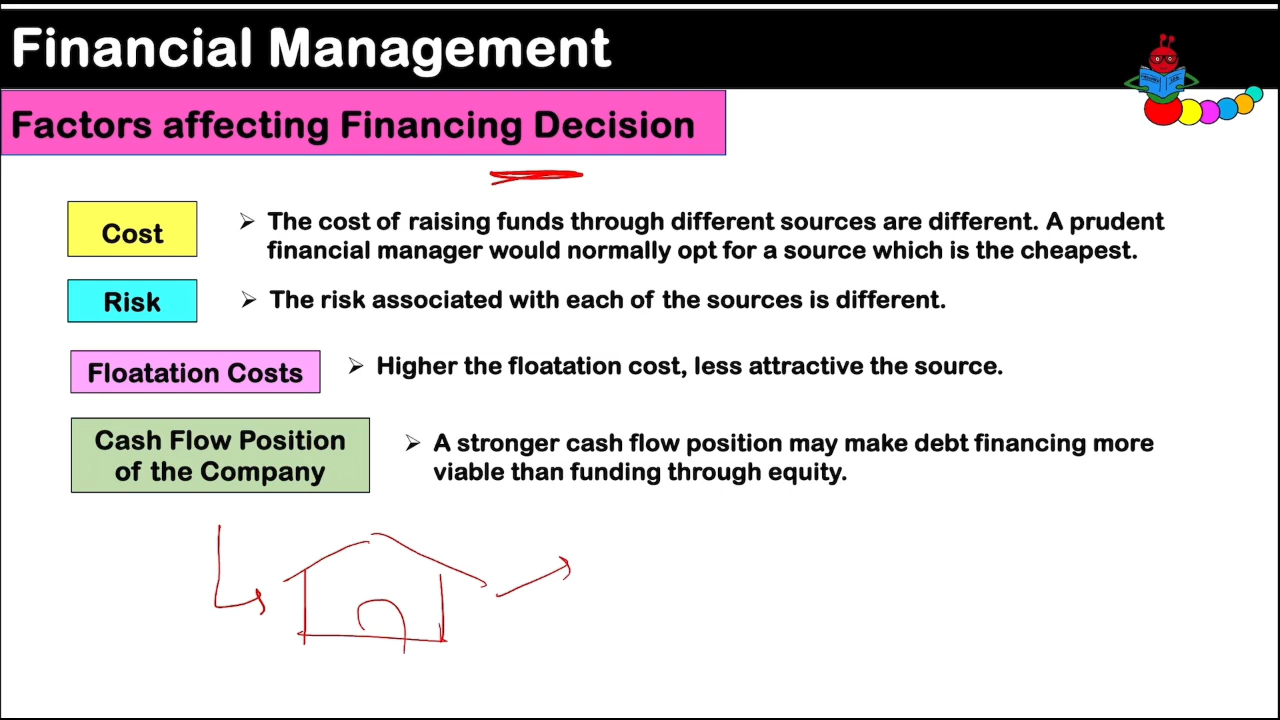 Financial Management
Factors affecting Financing Decision
Cost
➢ The cost of raising funds through different sources are different. A prudent
financial manager would normally opt for a source which is the cheapest.
Risk
➢ The risk associated with each of the sources is different.
Floatation Costs
➢ Higher the floatation cost, less attractive the source.
Cash Flow Position
of the Company
➢ A stronger cash flow position may make debt financing more
viable than funding through equity.